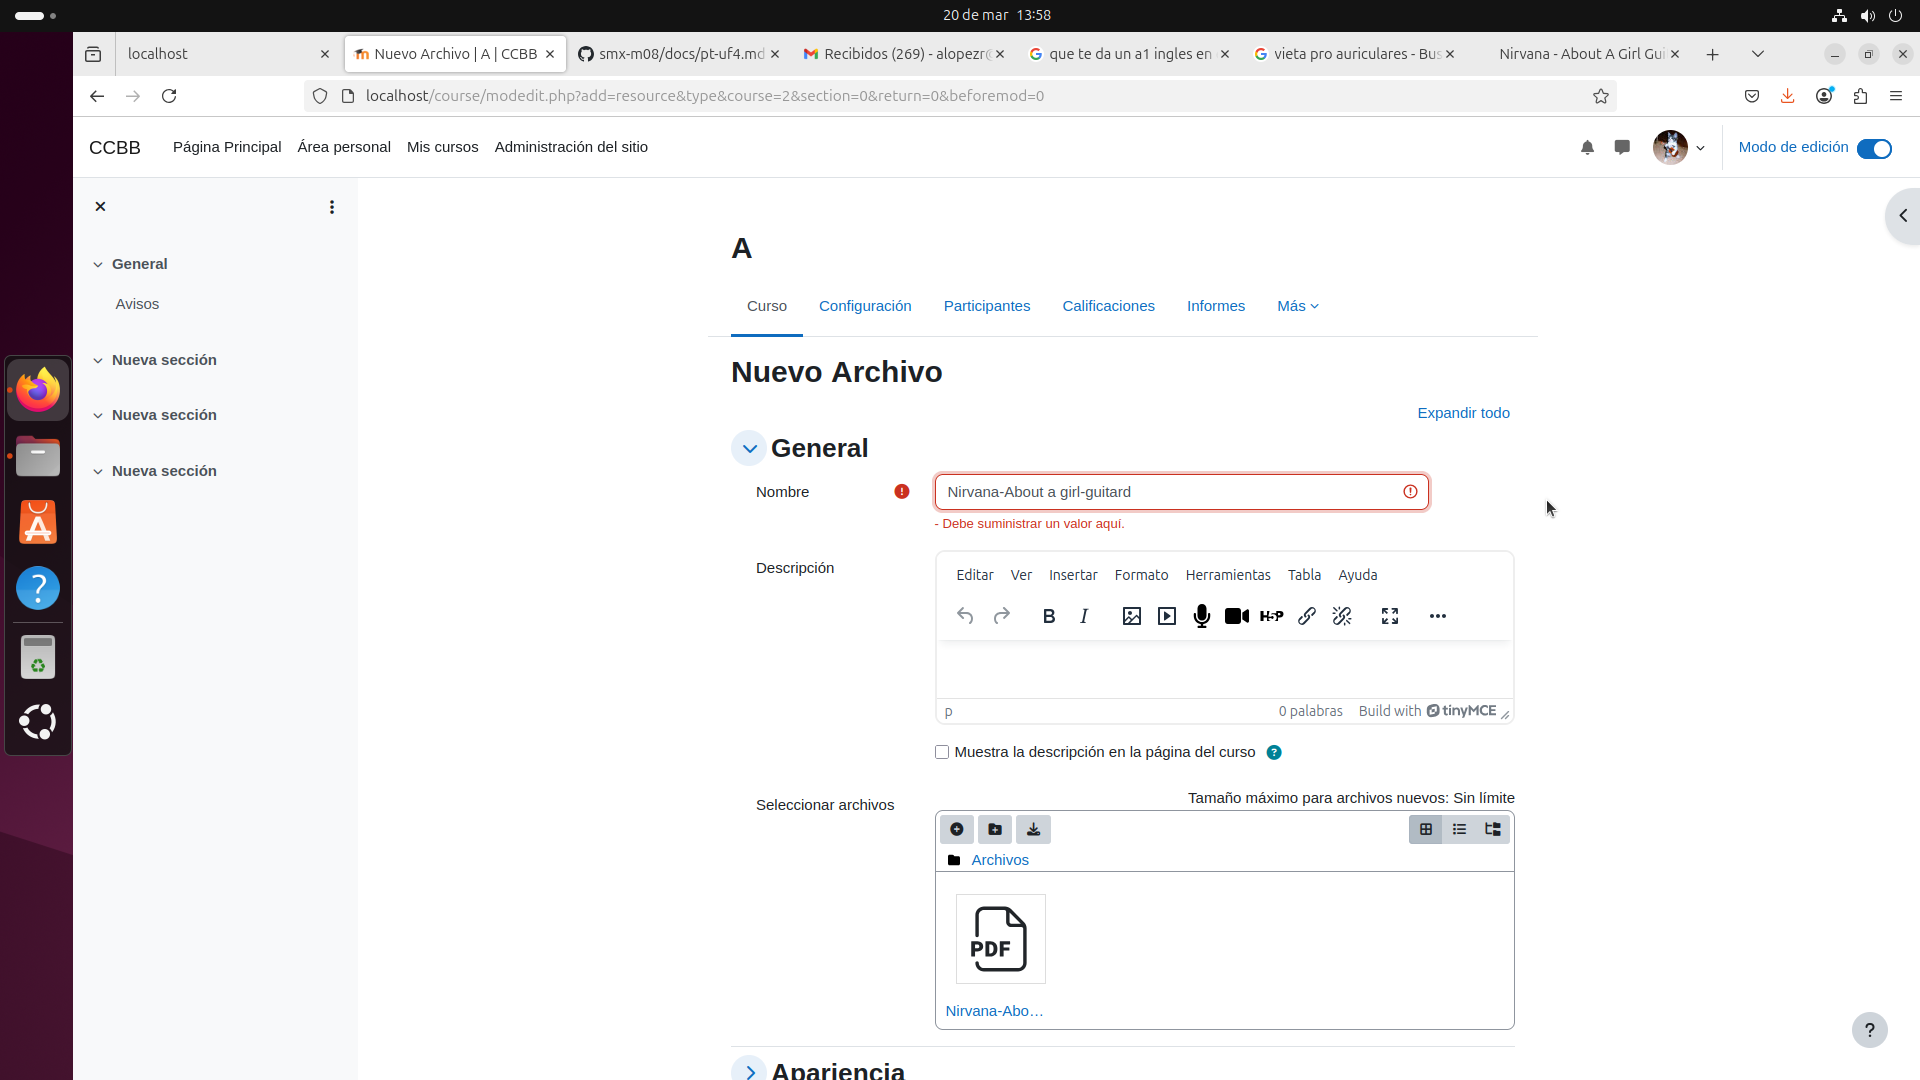 20 de mar 13:58
localhost
Nuevo Archivo | A | CCBB
smx-m08/docs/pt-uf4.md
Recibidos (269) - alopezr
que te da un a1 ingles en
vieta pro auriculares - Bus
Nirvana - About A Girl Gui
localhost/course/modedit.php?add=resource&type&course=2&section=0&return=0&beforemod=0
CCBB
Página Principal
Área personal
Mis cursos
Administración del sitio
Modo de edición
General
Avisos
Nueva sección
Nueva sección
Nueva sección
A
Curso
Configuración
Participantes
Calificaciones
Informes
Más
Nuevo Archivo
Expandir todo
General
Nombre
Nirvana-About a girl-guitard
- Debe suministrar un valor aquí.
Descripción
Editar Ver Insertar Formato Herramientas Tabla Ayuda
B I H5P
p
0 palabras
Build with tinyMCE
Muestra la descripción en la página del curso ?
Seleccionar archivos
Tamaño máximo para archivos nuevos: Sin límite
Archivos
PDF
Nirvana-Abo...
Apariencia
?